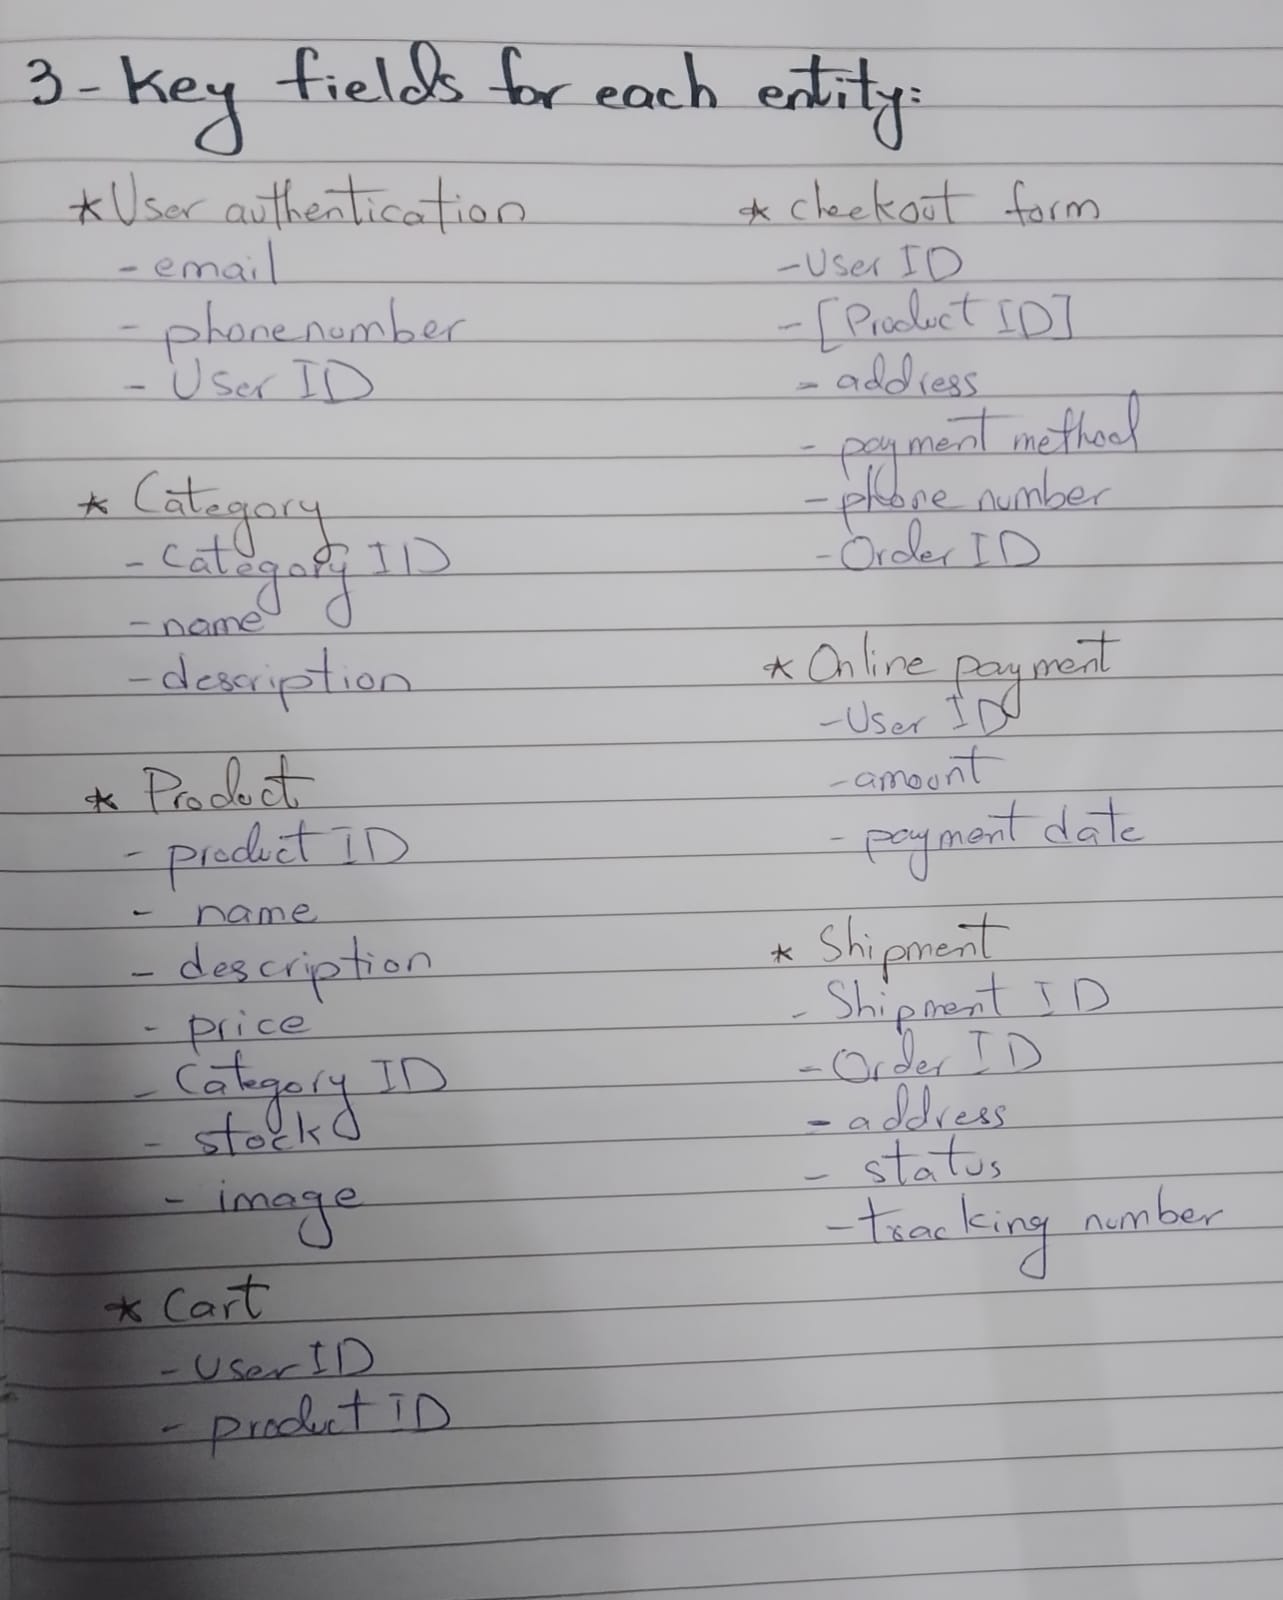 3- Key fields for each entity:
* User authentication
- email
- phone number
- User ID
* Category
- Category ID
- name
- description
* Product
- product ID
- name
- description
- price
- Category ID
- stock
- image
* Cart
- User ID
- product ID
* checkout form
- User ID
- [Product ID]
- address
- payment method
- phone number
- Order ID
* Online payment
- User ID
- amount
- payment date
* Shipment
- Shipment ID
- Order ID
- address
- status
- tracking number